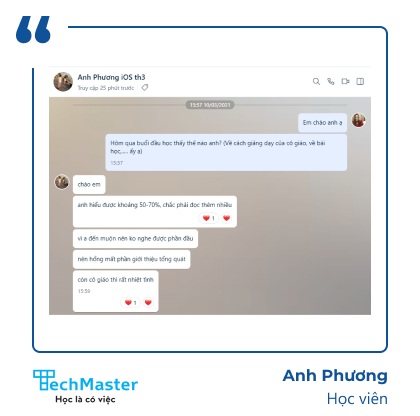 Anh Phương iOS th3
Truy cập 25 phút trước
15:57 10/03/2021
Em chào anh ạ
Hôm qua buổi đầu học thấy thế nào anh? (Về cách giảng dạy của cô giáo, về bài
học,.... ấy ạ)
15:57
chào em
anh hiểu được khoảng 50-70%, chắc phải đọc thêm nhiều
1
vì a đến muộn nên ko nghe được phần đầu
nên hổng mất phần giới thiệu tổng quát
còn cô giáo thì rất nhiệt tình
15:59
1
TechMaster
Học là có việc
Anh Phương
Học viên